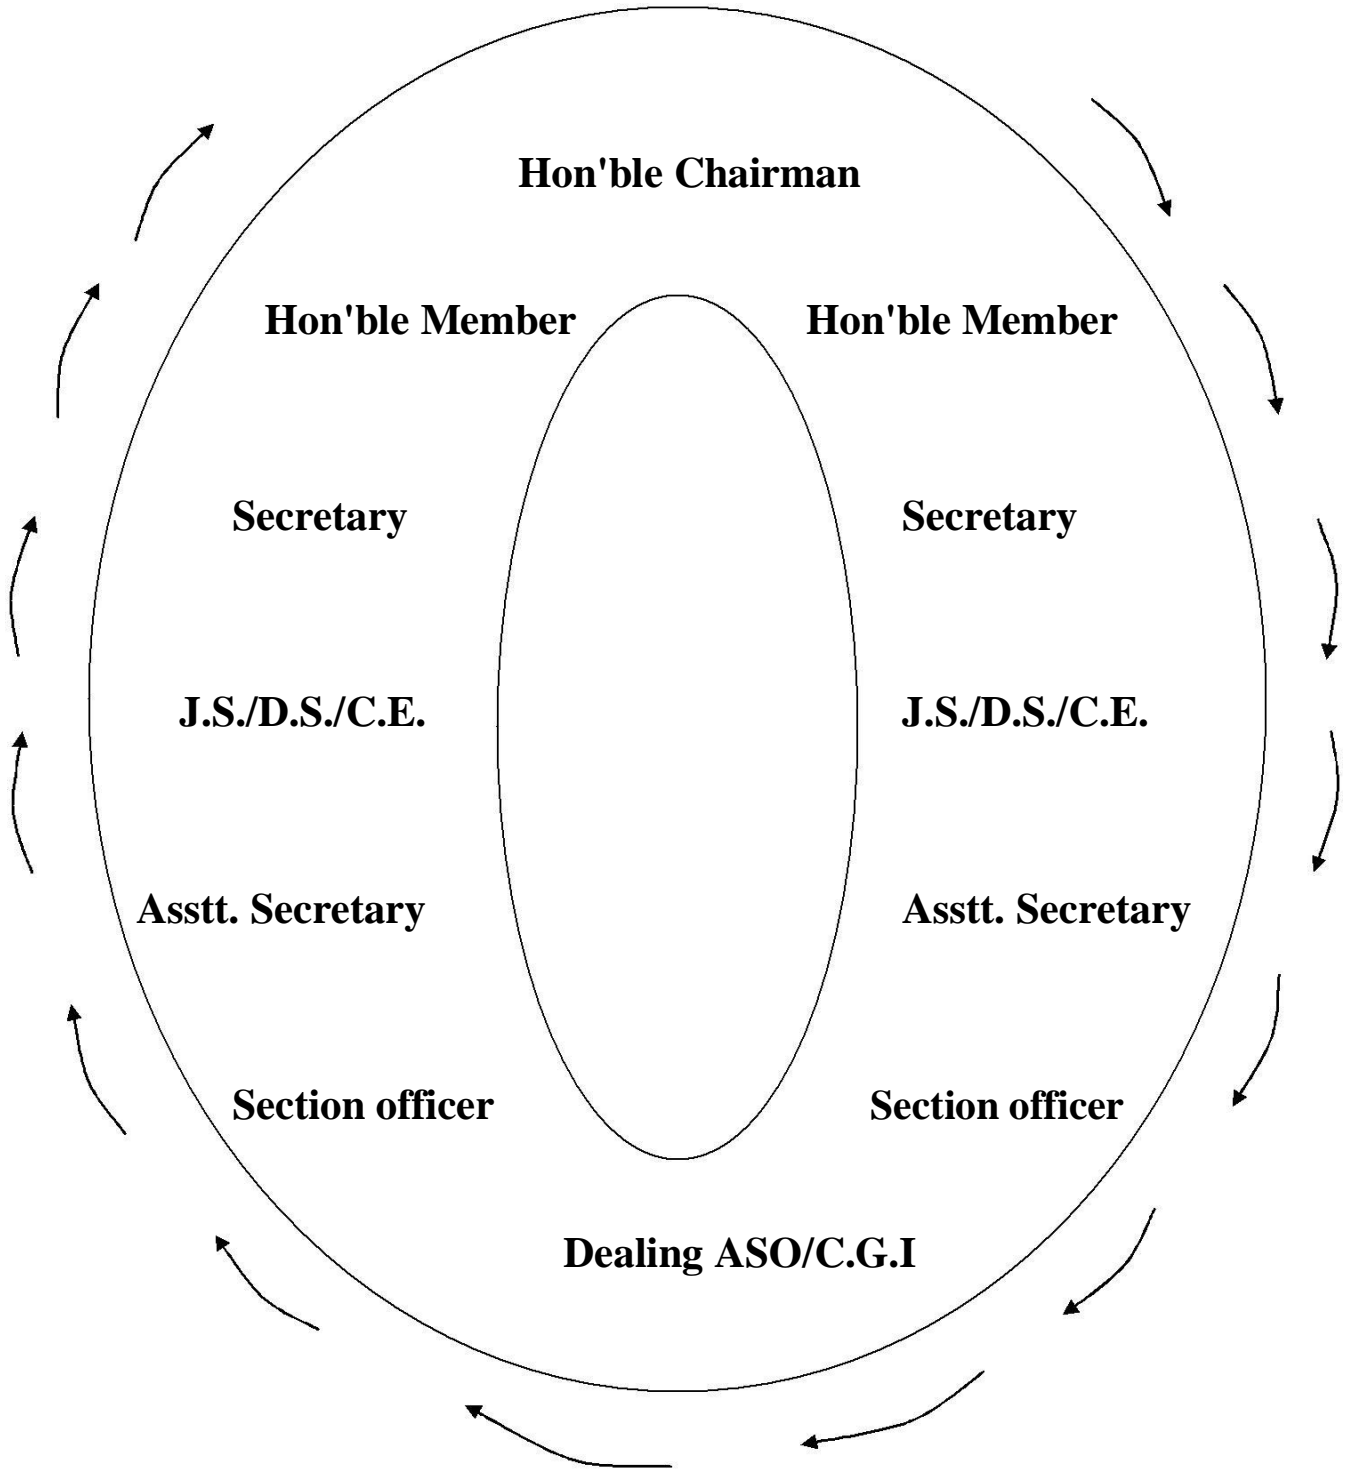 Hon'ble Chairman
Hon'ble Member Hon'ble Member
Secretary Secretary
J.S./D.S./C.E. J.S./D.S./C.E.
Asstt. Secretary Asstt. Secretary
Section officer Section officer
Dealing ASO/C.G.I